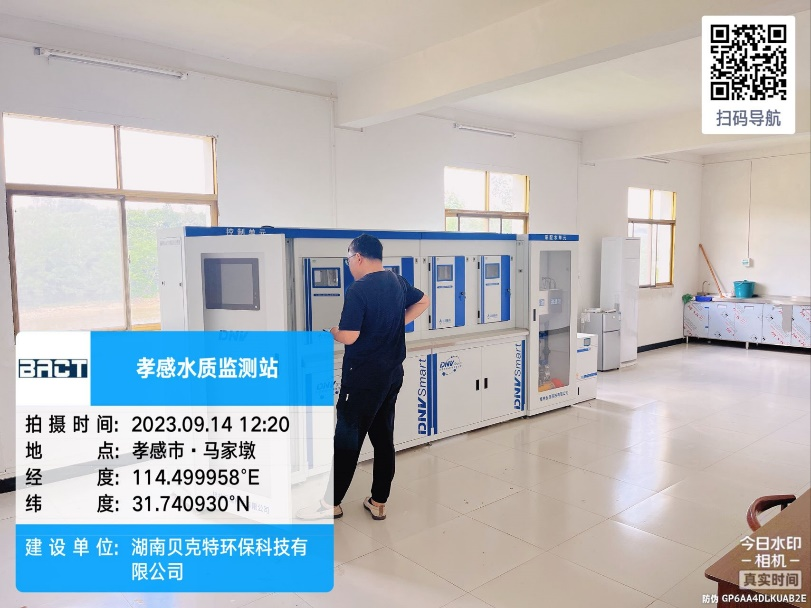 扫码导航
控制单元
DNV
DNVSmart
DNV
DNVSmart
BACT
孝感水质监测站
拍摄时间: 2023.09.14 12:20
地点: 孝感市·马家墩
经度: 114.499958°E
纬度: 31.740930°N
建设单位: 湖南贝克特环保科技有
限公司
今日水印
相机
真实时间
防伪 GP6AA4DLKUAB2E